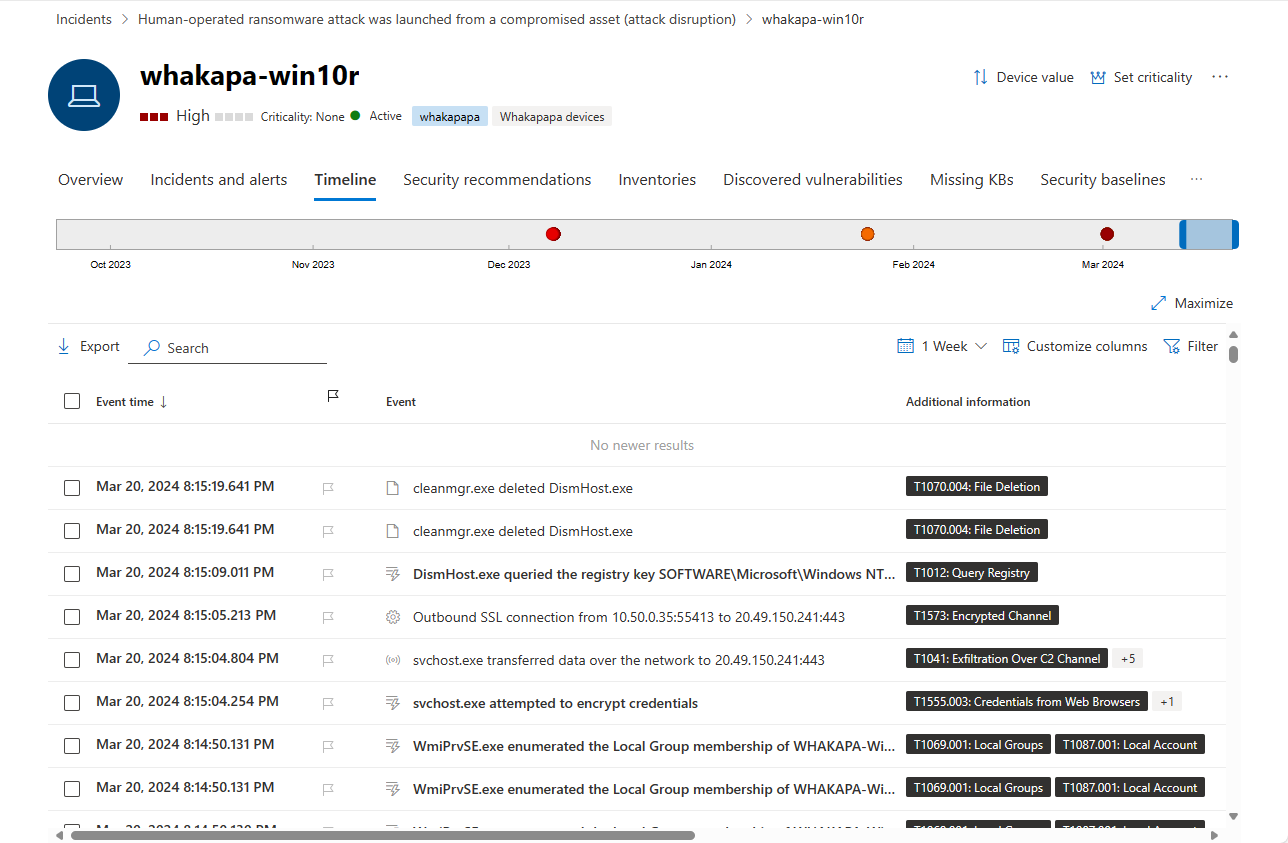 Incidents > Human-operated ransomware attack was launched from a compromised asset (attack disruption) > whakapa-win10r
whakapa-win10r
Device value Set criticality ...
High Criticality: None Active whakapapa Whakapapa devices
Overview Incidents and alerts Timeline Security recommendations Inventories Discovered vulnerabilities Missing KBs Security baselines ...
Oct 2023 Nov 2023 Dec 2023 Jan 2024 Feb 2024 Mar 2024
Maximize
Export Search 1 Week Customize columns Filter
Event time ↓ Event Additional information
No newer results
Mar 20, 2024 8:15:19.641 PM cleanmgr.exe deleted DismHost.exe T1070.004: File Deletion
Mar 20, 2024 8:15:19.641 PM cleanmgr.exe deleted DismHost.exe T1070.004: File Deletion
Mar 20, 2024 8:15:09.011 PM DismHost.exe queried the registry key SOFTWARE\Microsoft\Windows NT... T1012: Query Registry
Mar 20, 2024 8:15:05.213 PM Outbound SSL connection from 10.50.0.35:55413 to 20.49.150.241:443 T1573: Encrypted Channel
Mar 20, 2024 8:15:04.804 PM svchost.exe transferred data over the network to 20.49.150.241:443 T1041: Exfiltration Over C2 Channel +5
Mar 20, 2024 8:15:04.254 PM svchost.exe attempted to encrypt credentials T1555.003: Credentials from Web Browsers +1
Mar 20, 2024 8:14:50.131 PM WmiPrvSE.exe enumerated the Local Group membership of WHAKAPA-Wi... T1069.001: Local Groups T1087.001: Local Account
Mar 20, 2024 8:14:50.131 PM WmiPrvSE.exe enumerated the Local Group membership of WHAKAPA-Wi... T1069.001: Local Groups T1087.001: Local Account